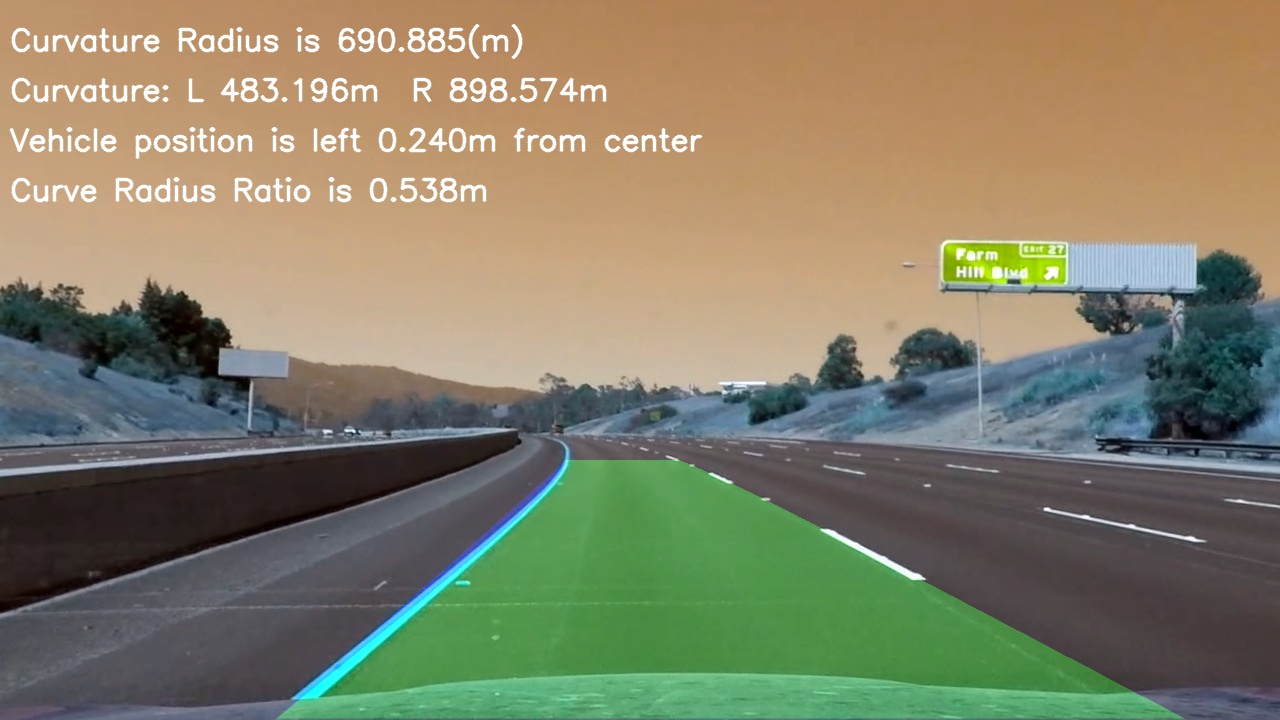 Curvature Radius is 690.885(m)
Curvature: L 483.196m R 898.574m
Vehicle position is left 0.240m from center
Curve Radius Ratio is 0.538m
EXIT 27
Farm
Hill Blvd